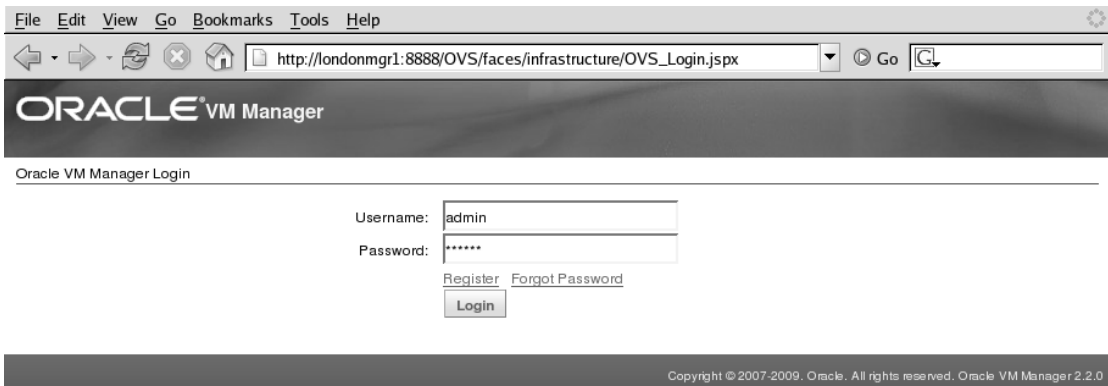 File Edit View Go Bookmarks Tools Help
http://londonmgr1:8888/OVS/faces/infrastructure/OVS_Login.jspx Go G
ORACLE VM Manager
Oracle VM Manager Login
Username: admin
Password: ******
Register Forgot Password
Login
Copyright © 2007-2009. Oracle. All rights reserved. Oracle VM Manager 2.2.0